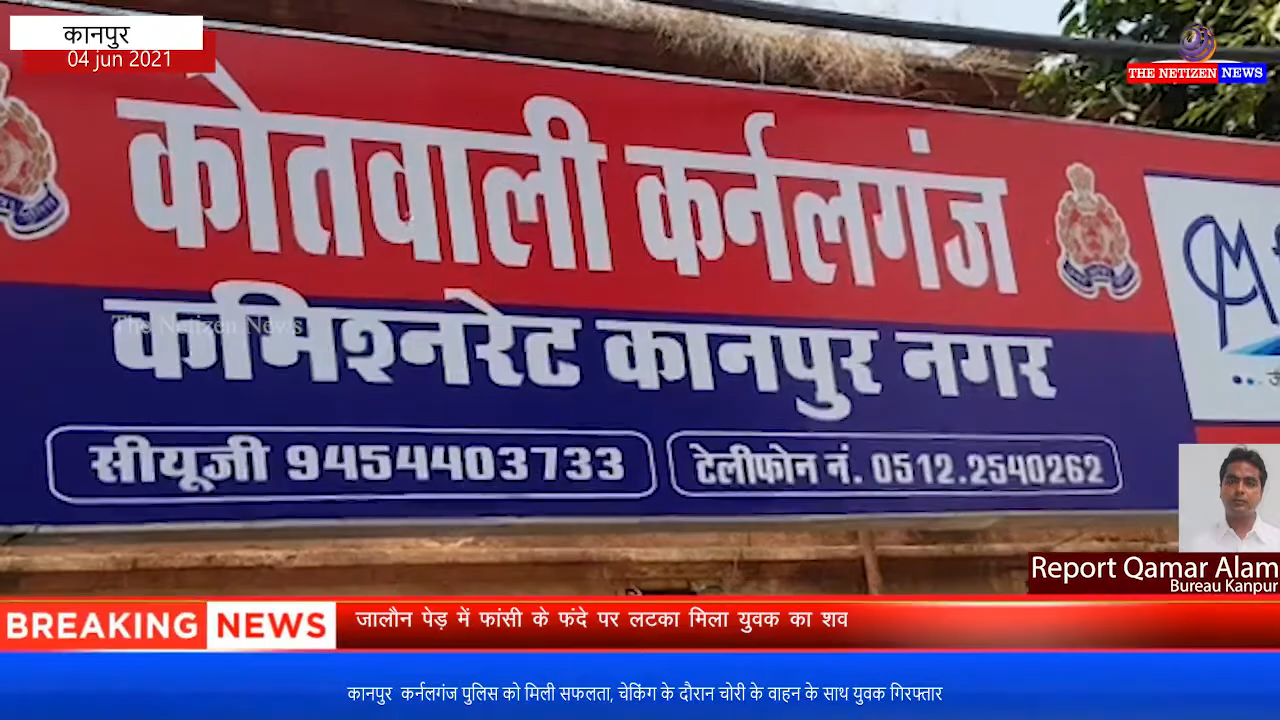 कानपुर
04 jun 2021
THE NETIZEN NEWS
कोतवाली कर्नलगंज
The Netizen News
कमिश्नरेट कानपुर नगर
सीयूजी 9454403733
टेलीफोन नं. 0512.2540262
Report Qamar Alam
Bureau Kanpur
BREAKING NEWS
जालौन पेड़ में फांसी के फंदे पर लटका मिला युवक का शव
कानपुर कर्नलगंज पुलिस को मिली सफलता, चेकिंग के दौरान चोरी के वाहन के साथ युवक गिरफ्तार